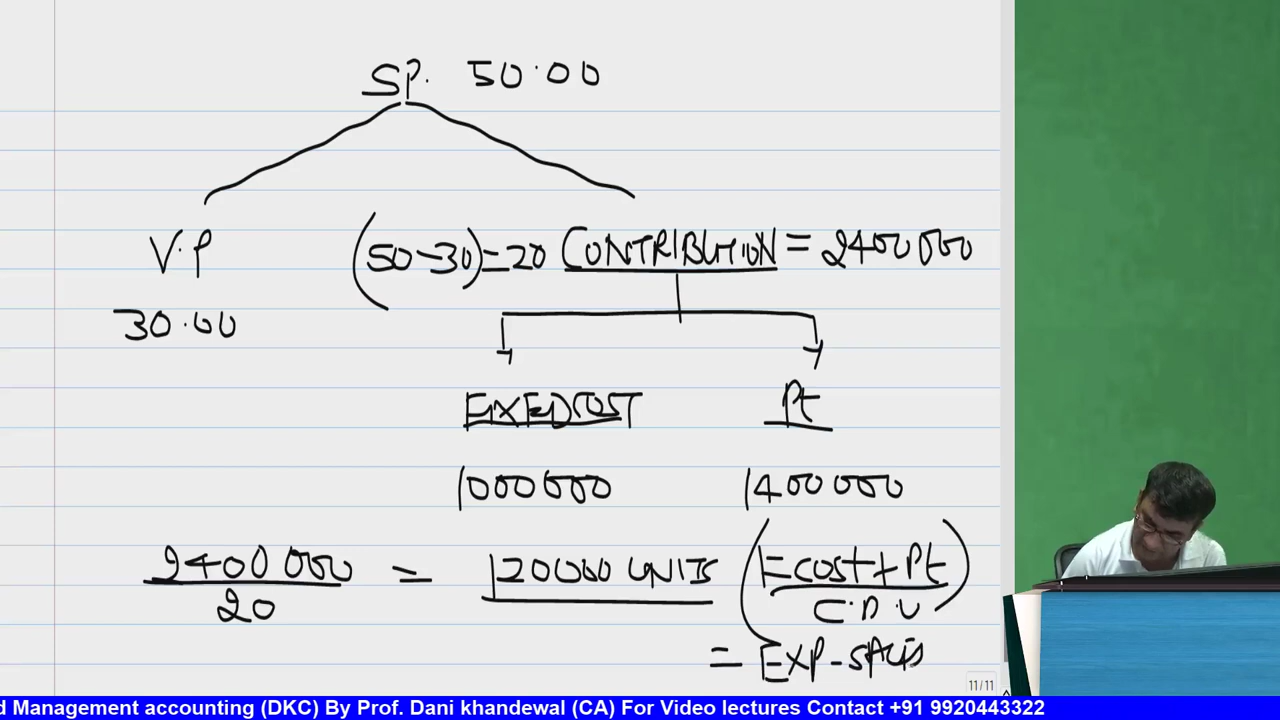 SP. 50.00
V.P (50-30)=20 CONTRIBUTION = 2400000
30.00
FIXED COST Pt
1000000 1400000
2400000 / 20 = 120000 UNITS (F=COST + Pt / C.P.U)
= EXP-SALES
11/11
d Management accounting (DKC) By Prof. Dani khandewal (CA) For Video lectures Contact +91 9920443322